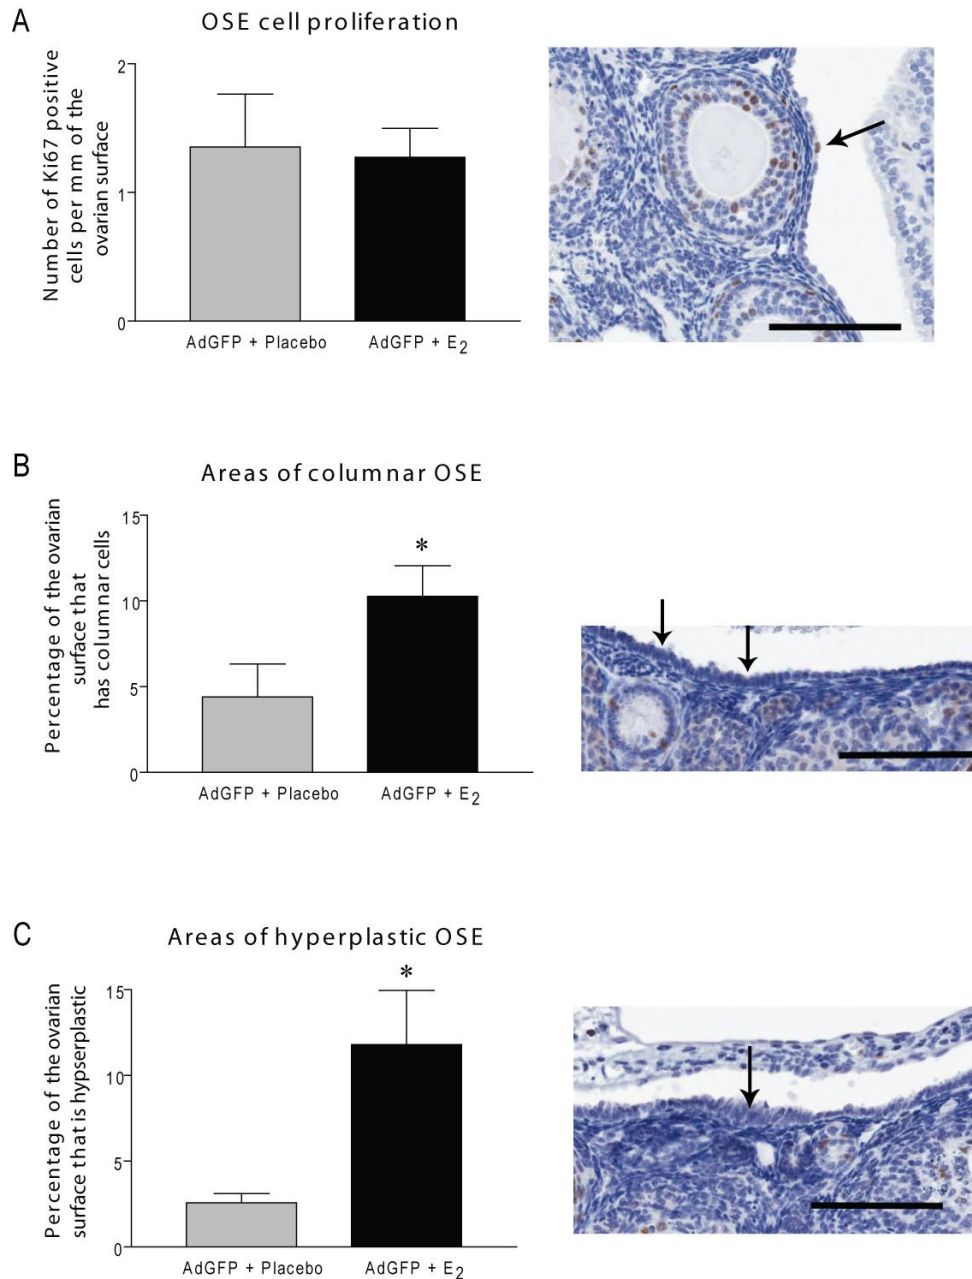 A
OSE cell proliferation
Number of Ki67 positive
cells per mm of the
ovarian surface
2
1
0
AdGFP + Placebo
AdGFP + E2
B
Areas of columnar OSE
Percentage of the ovarian
surface that
has columnar cells
15
10
5
0
*
AdGFP + Placebo
AdGFP + E2
C
Areas of hyperplastic OSE
Percentage of the ovarian
surface that is hypserplastic
15
10
5
0
*
AdGFP + Placebo
AdGFP + E2